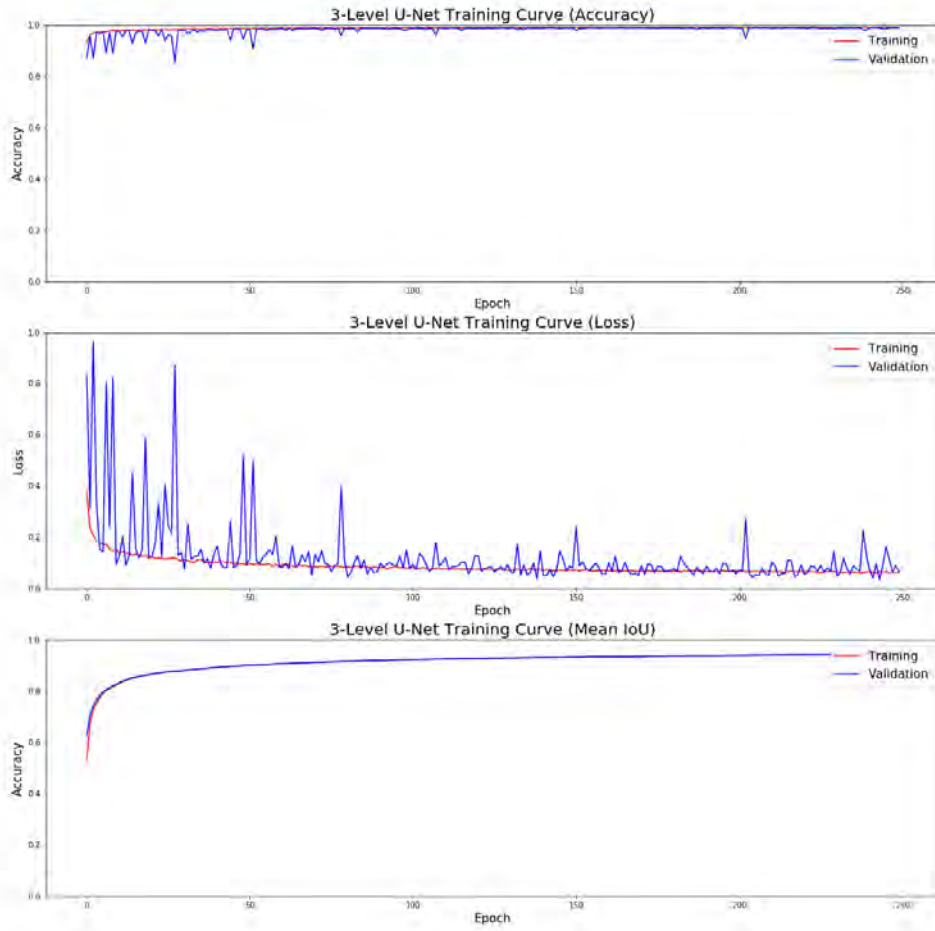 3-Level U-Net Training Curve (Accuracy)
1.0
0.8
0.6
0.4
0.2
0.0
Accuracy
Training
Validation
0
50
100
150
200
250
Epoch
3-Level U-Net Training Curve (Loss)
1.0
0.8
0.6
0.4
0.2
0.0
Loss
Training
Validation
0
50
100
150
200
250
Epoch
3-Level U-Net Training Curve (Mean IoU)
1.0
0.8
0.6
0.4
0.2
0.0
Accuracy
Training
Validation
0
50
100
150
200
Epoch